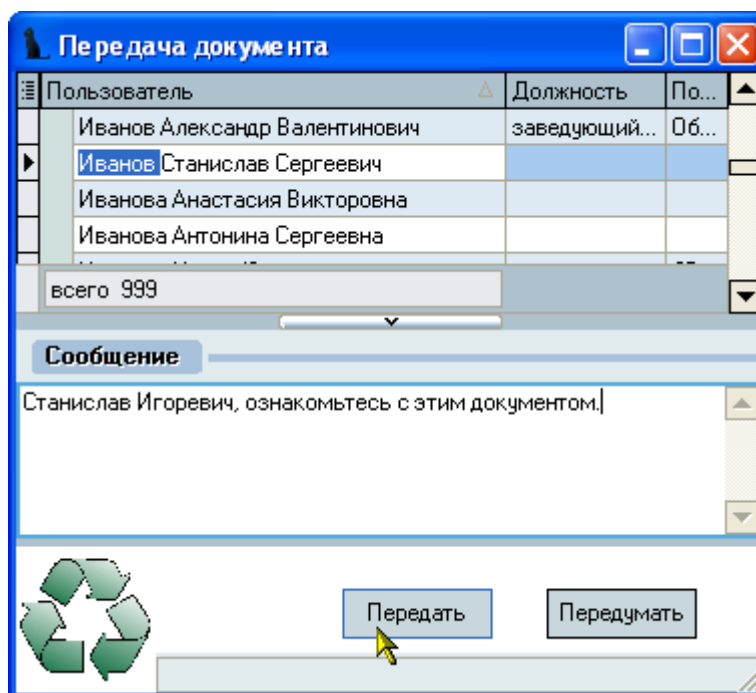 Передача документа
Пользователь Должность По...
Иванов Александр Валентинович заведующий... Об...
Иванов Станислав Сергеевич
Иванова Анастасия Викторовна
Иванова Антонина Сергеевна
всего 999
Сообщение
Станислав Игоревич, ознакомьтесь с этим документом.
Передать Передумать